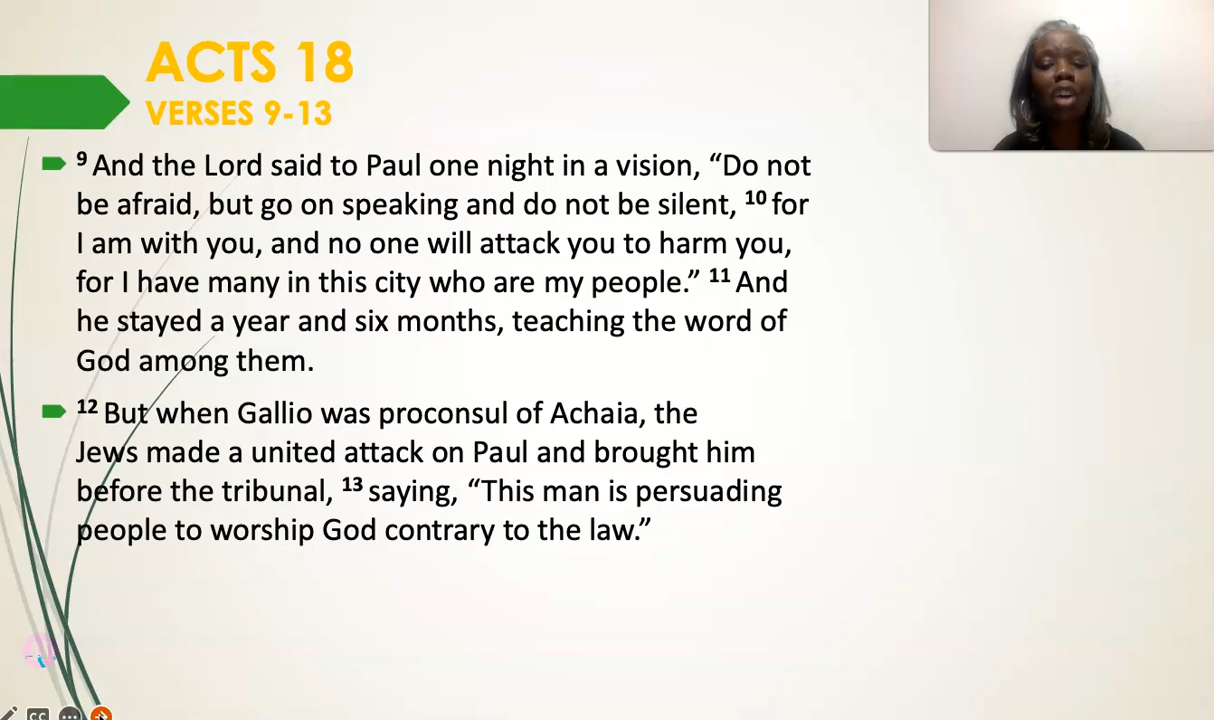 ACTS 18
VERSES 9-13
9 And the Lord said to Paul one night in a vision, “Do not
be afraid, but go on speaking and do not be silent, 10 for
I am with you, and no one will attack you to harm you,
for I have many in this city who are my people.” 11 And
he stayed a year and six months, teaching the word of
God among them.
12 But when Gallio was proconsul of Achaia, the
Jews made a united attack on Paul and brought him
before the tribunal, 13 saying, “This man is persuading
people to worship God contrary to the law.”
CC